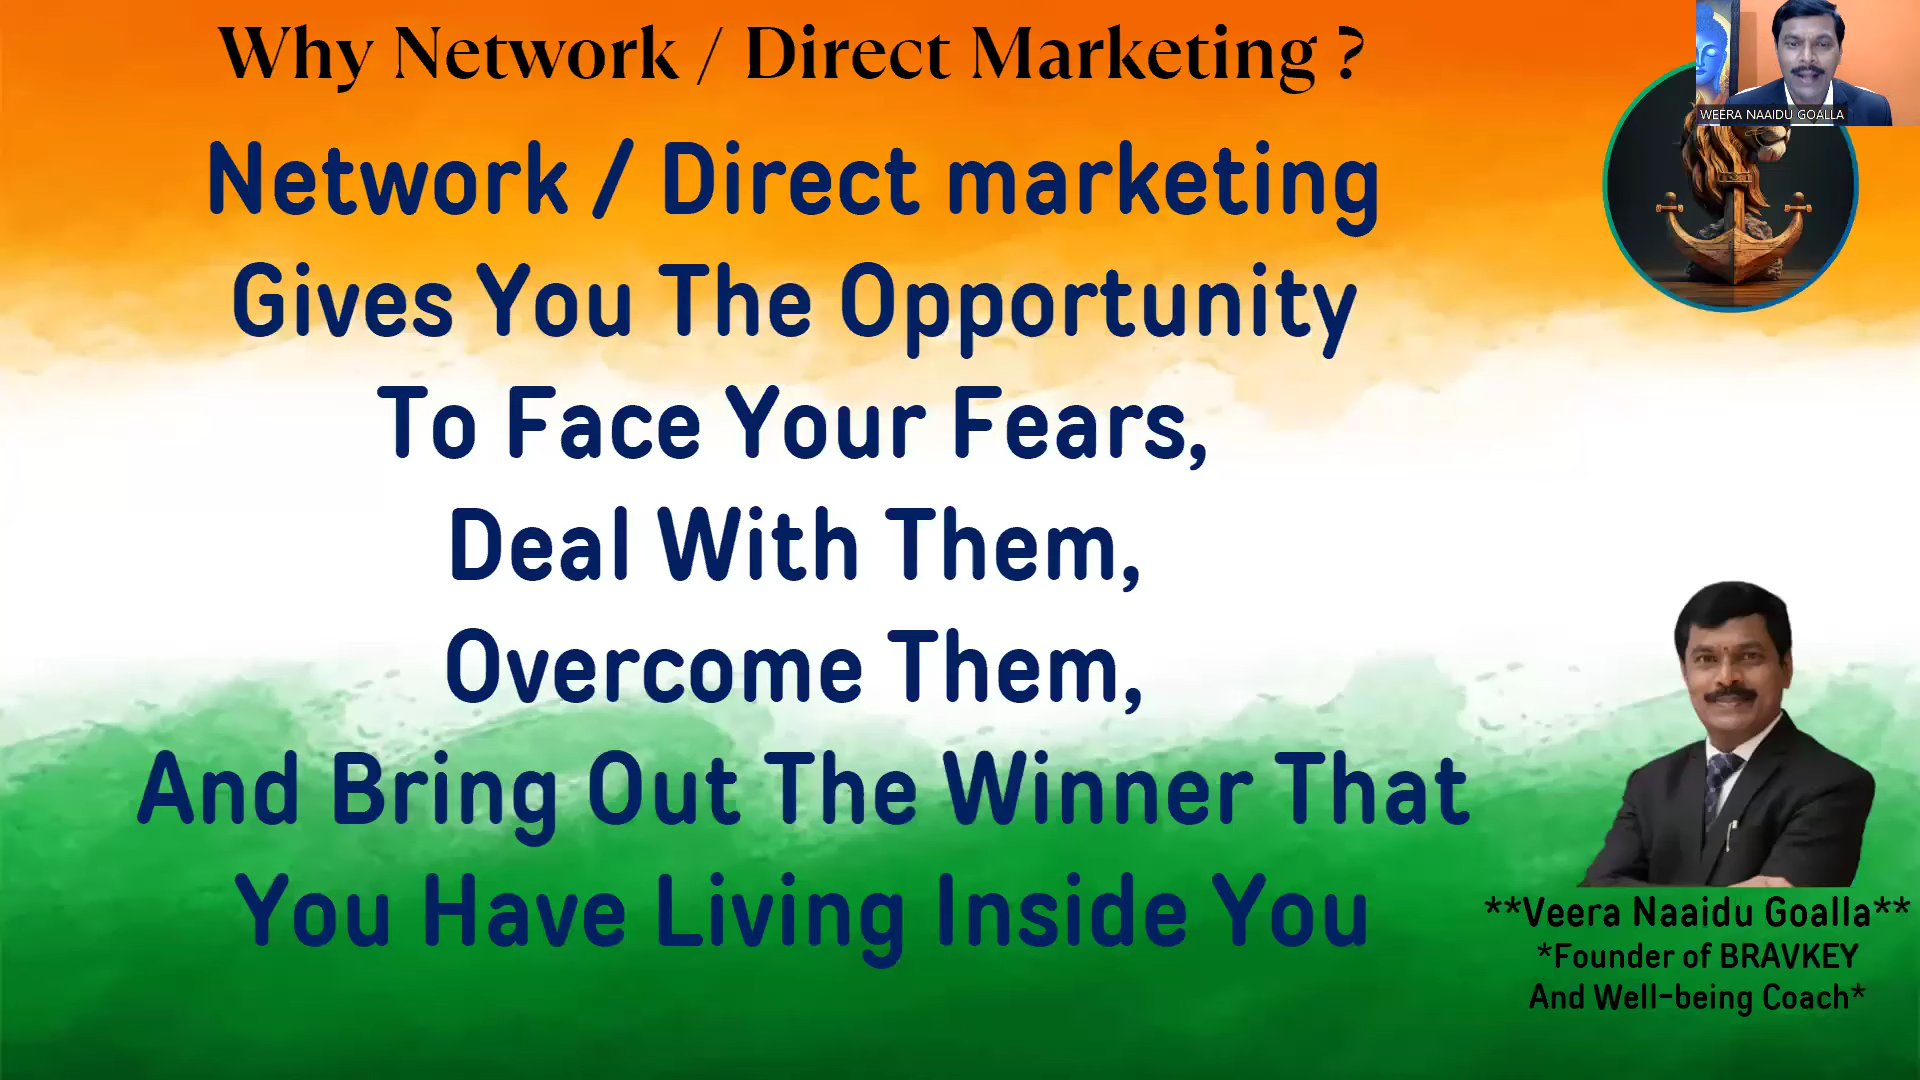 Why Network / Direct Marketing ?
WEERA NAAIDU GOALLA
Network / Direct marketing
Gives You The Opportunity
To Face Your Fears,
Deal With Them,
Overcome Them,
And Bring Out The Winner That
You Have Living Inside You
**Veera Naaidu Goalla**
*Founder of BRAVKEY
And Well-being Coach*